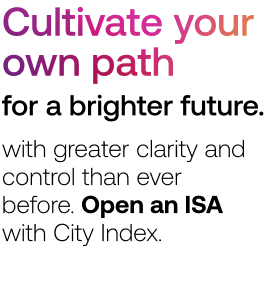 Cultivate your
own path
for a brighter future.
with greater clarity and
control than ever
before. Open an ISA
with City Index.